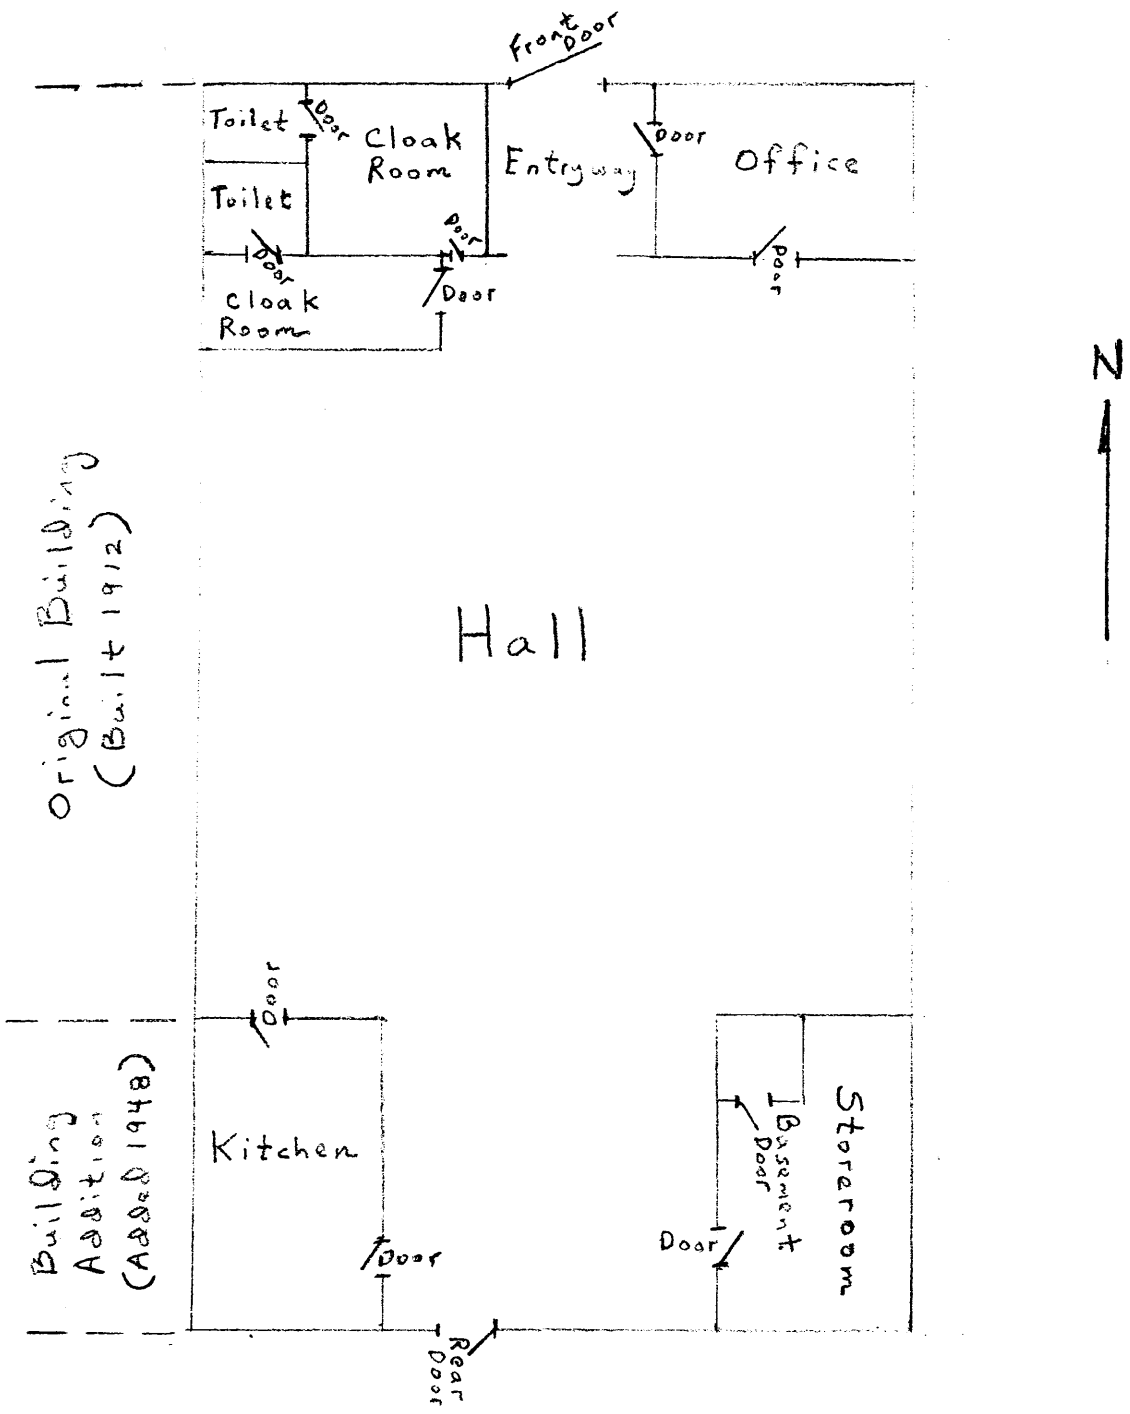 Front
Door
Toilet
Door
Cloak
Room
Entryway
Door
Office
Toilet
Door
Door
Door
Door
Cloak
Room
N
Original Building
(Built 1912)
Hall
Door
Building
Addition
(Added 1948)
Kitchen
Door
Basement
Door
Storeroom
Door
Rear
Door